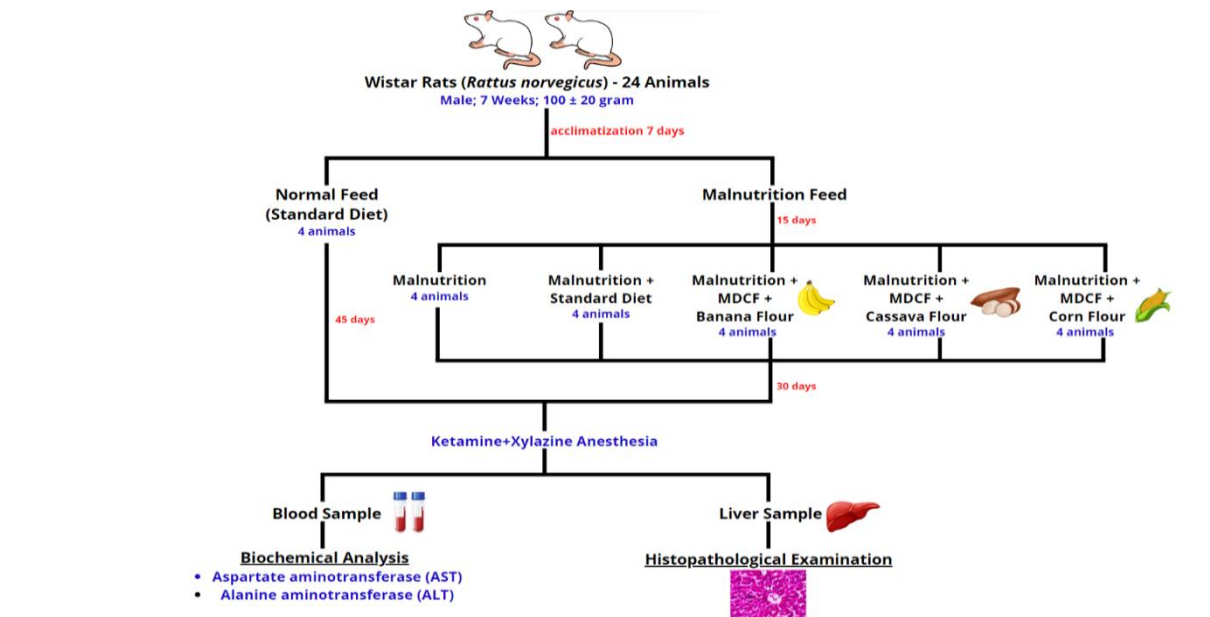 Wistar Rats (Rattus norvegicus) - 24 Animals
Male; 7 Weeks; 100 ± 20 gram
acclimatization 7 days
Normal Feed
(Standard Diet)
4 animals
Malnutrition Feed
15 days
Malnutrition
4 animals
Malnutrition +
Standard Diet
4 animals
Malnutrition +
MDCF +
Banana Flour
4 animals
Malnutrition +
MDCF +
Cassava Flour
4 animals
Malnutrition +
MDCF +
Corn Flour
4 animals
45 days
30 days
Ketamine+Xylazine Anesthesia
Blood Sample
Liver Sample
Biochemical Analysis
• Aspartate aminotransferase (AST)
• Alanine aminotransferase (ALT)
Histopathological Examination